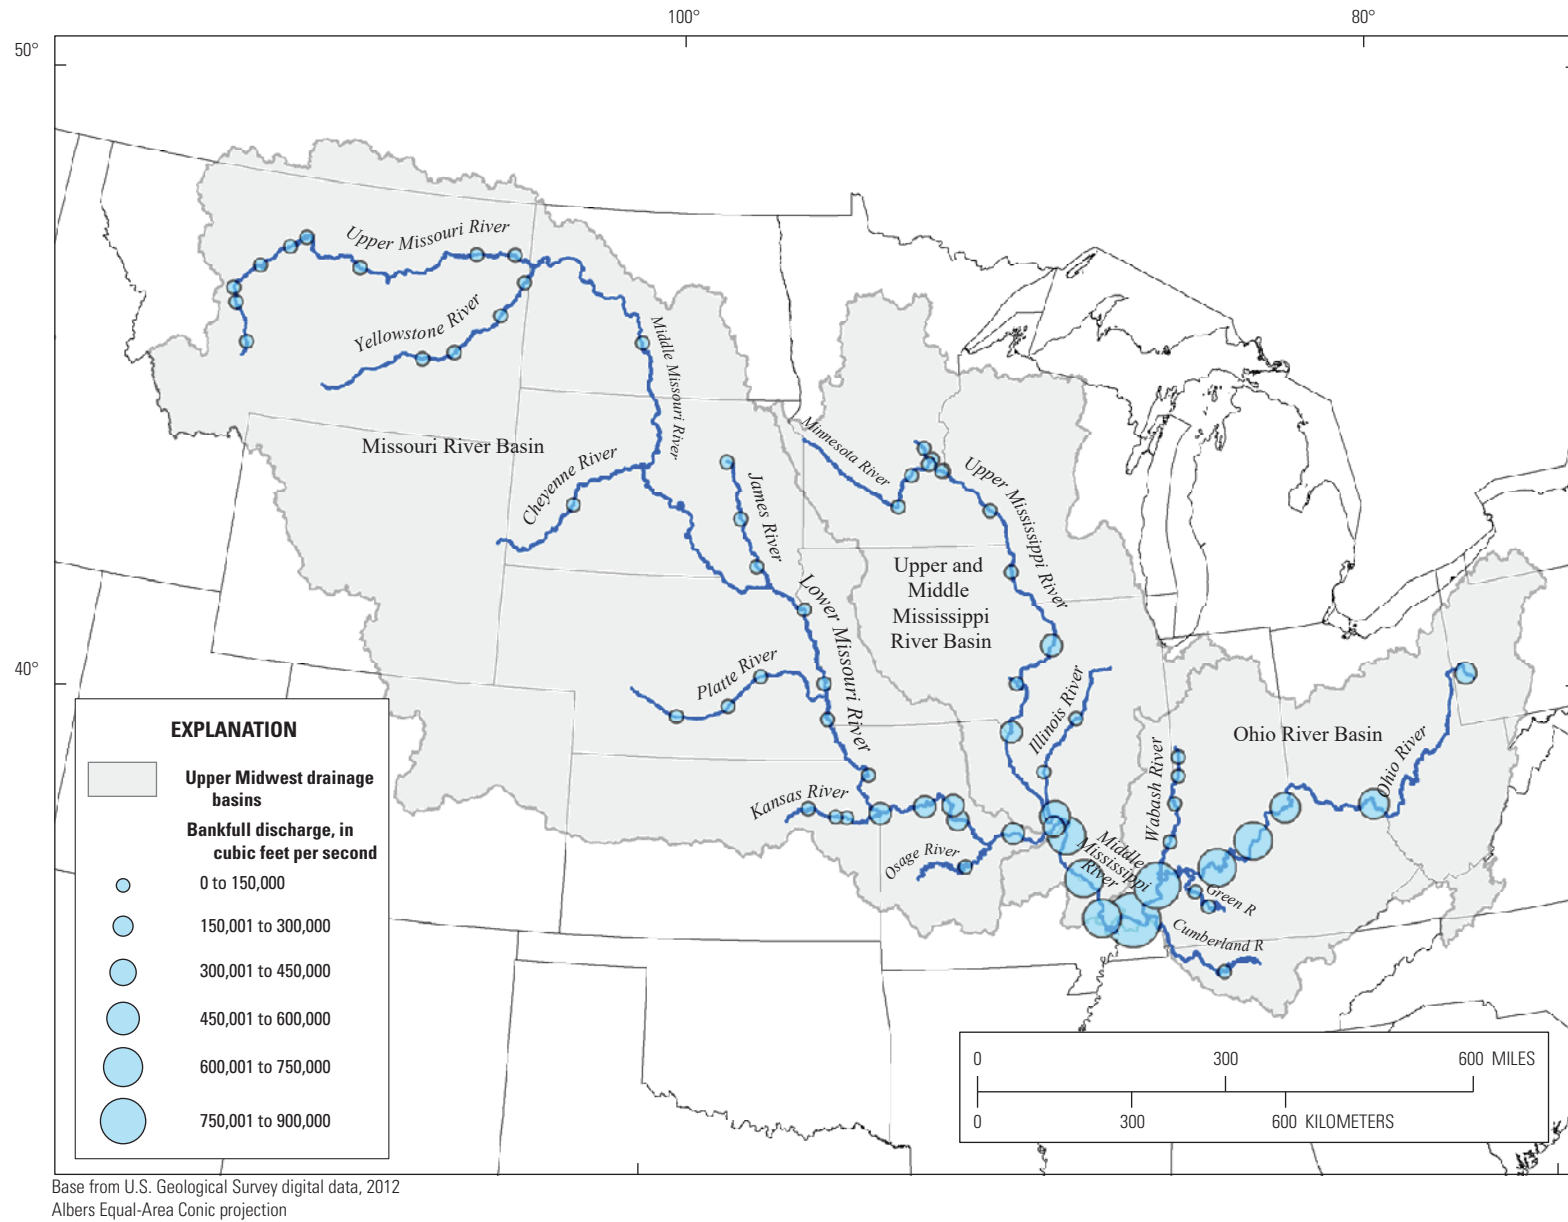 100°
80°
50°
40°
Upper Missouri River
Yellowstone River
Middle Missouri River
Missouri River Basin
Cheyenne River
James River
Minnesota River
Upper Mississippi River
Upper and
Middle
Mississippi
River Basin
Lower Missouri River
Platte River
Illinois River
Kansas River
Osage River
Wabash River
Ohio River Basin
Ohio River
Middle
Mississippi
River
Green R
Cumberland R
EXPLANATION
Upper Midwest drainage
basins
Bankfull discharge, in
cubic feet per second
0 to 150,000
150,001 to 300,000
300,001 to 450,000
450,001 to 600,000
600,001 to 750,000
750,001 to 900,000
0 300 600 MILES
0 300 600 KILOMETERS
Base from U.S. Geological Survey digital data, 2012
Albers Equal-Area Conic projection